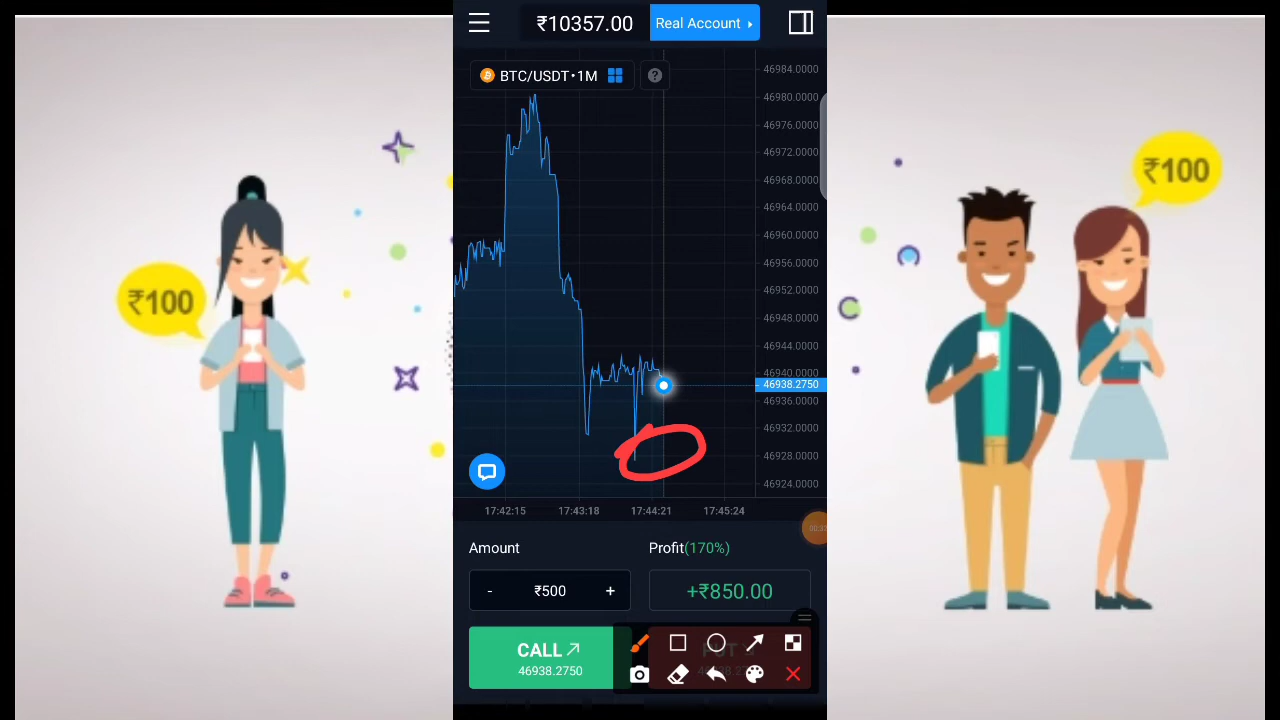 ₹10357.00
Real Account
BTC/USDT•1M
?
46984.0000
46980.0000
46976.0000
46972.0000
46968.0000
46964.0000
46960.0000
46956.0000
46952.0000
46948.0000
46944.0000
46940.0000
46938.2750
46936.0000
46932.0000
46928.0000
46924.0000
17:42:15 17:43:18 17:44:21 17:45:24
Amount
Profit(170%)
- ₹500 +
+₹850.00
CALL
46938.2750
PUT
₹100
₹100